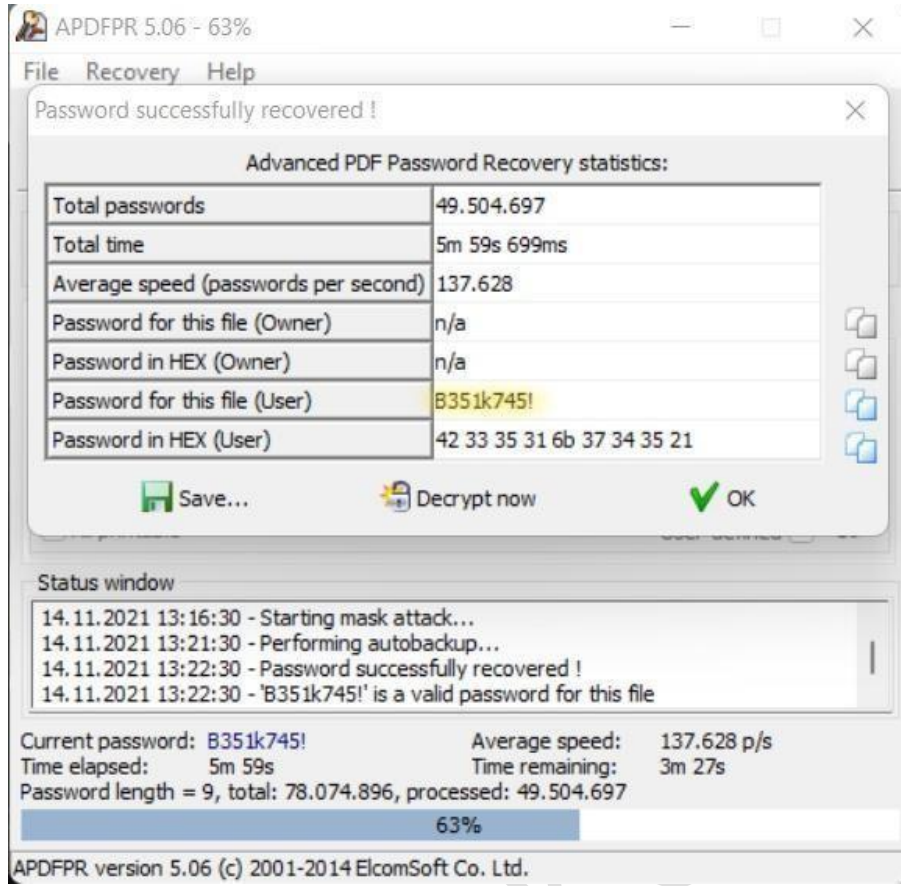 APDFPR 5.06 - 63%
File Recovery Help
Password successfully recovered !
Advanced PDF Password Recovery statistics:
Total passwords 49.504.697
Total time 5m 59s 699ms
Average speed (passwords per second) 137.628
Password for this file (Owner) n/a
Password in HEX (Owner) n/a
Password for this file (User) B351k745!
Password in HEX (User) 42 33 35 31 6b 37 34 35 21
Save... Decrypt now OK
Status window
14.11.2021 13:16:30 - Starting mask attack...
14.11.2021 13:21:30 - Performing autobackup...
14.11.2021 13:22:30 - Password successfully recovered !
14.11.2021 13:22:30 - 'B351k745!' is a valid password for this file
Current password: B351k745! Average speed: 137.628 p/s
Time elapsed: 5m 59s Time remaining: 3m 27s
Password length = 9, total: 78.074.896, processed: 49.504.697
63%
APDFPR version 5.06 (c) 2001-2014 ElcomSoft Co. Ltd.